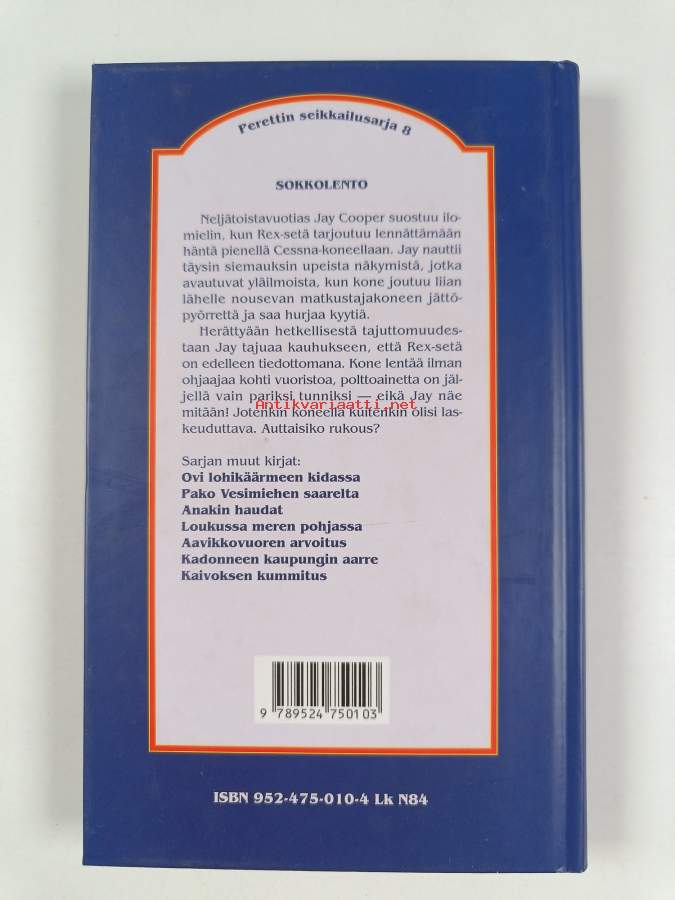 Perettin seikkailusarja 8
SOKKOLENTO
Neljätoistavuotias Jay Cooper suostuu ilo-
mielin, kun Rex-setä tarjoutuu lennättämään
häntä pienellä Cessna-koneellaan. Jay nauttii
täysin siemauksin upeista näkymistä, jotka
avautuvat yläilmoista, kun kone joutuu liian
lähelle nousevan matkustajakoneen jättö-
pyörrettä ja saa hurjaa kyytiä.
Herättyään hetkellisestä tajuttomuudes-
taan Jay tajuaa kauhukseen, että Rex-setä
on edelleen tiedottomana. Kone lentää ilman
ohjaajaa kohti vuoristoa, polttoainetta on jäl-
jellä vain pariksi tunniksi — eikä Jay näe
Antikvariaatti.net
mitään! Jotenkin koneella kuitenkin olisi las-
keuduttava. Auttaisiko rukous?
Sarjan muut kirjat:
Ovi lohikäärmeen kidassa
Pako Vesimiehen saarelta
Anakin haudat
Loukussa meren pohjassa
Aavikkovuoren arvoitus
Kadonneen kaupungin aarre
Kaivoksen kummitus
9 789524 750103
ISBN 952-475-010-4 Lk N84